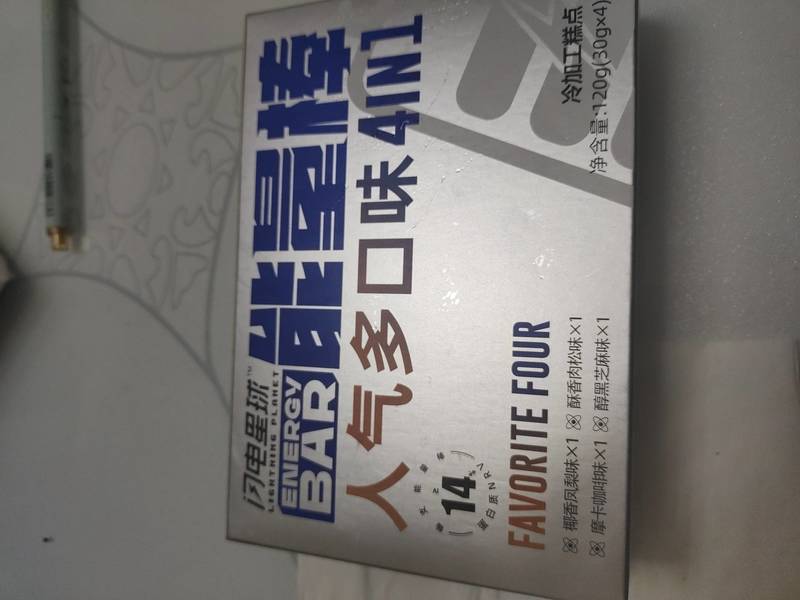 闪电星球™
LIGHTNING PLANET
ENERGY
BAR
能量棒
人气多口味 4IN1
14%
蛋白质NRV
FAVORITE FOUR
椰香凤梨味×1 酥香肉松味×1
摩卡咖啡味×1 醇黑芝麻味×1
冷加工糕点
净含量:120g(30g×4)